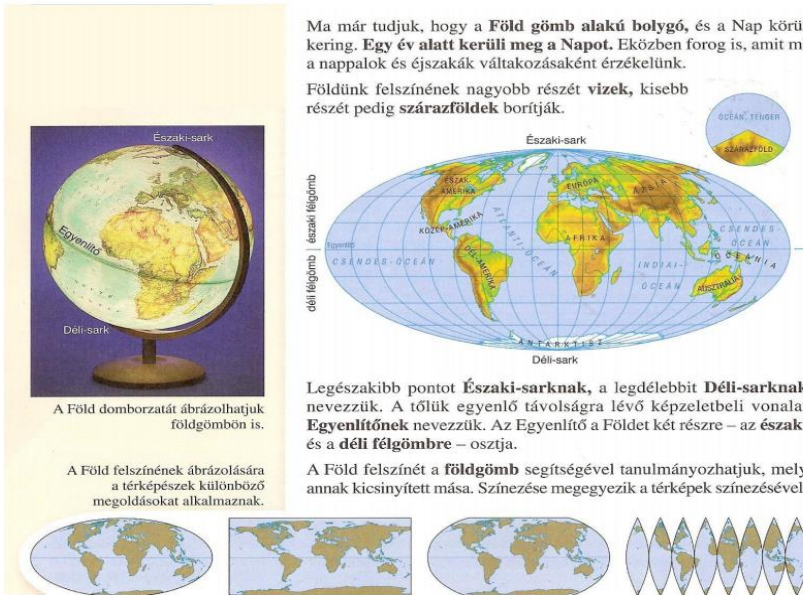 Ma már tudjuk, hogy a Föld gömb alakú bolygó, és a Nap körü
kering. Egy év alatt kerüli meg a Napot. Eközben forog is, amit m
a nappalok és éjszakák váltakozásaként érzékelünk.
Földünk felszínének nagyobb részét vizek, kisebb
részét pedig szárazföldek borítják.
ÓCEÁN, TENGER
SZÁRAZFÖLD
Északi-sark
Egyenlítő
Déli-sark
A Föld domborzatát ábrázolhatjuk
földgömbön is.
Északi-sark
északi félgömb
déli félgömb
ÉSZAK-
AMERIKA
EURÓPA
ÁZSIA
KÖZÉP-AMERIKA
ATLANTI-ÓCEÁN
AFRIKA
CSENDES-
ÓCEÁN
Egyenlítő
CSENDES-ÓCEÁN
DÉL-AMERIKA
INDIAI-
ÓCEÁN
ÓCEÁNIA
AUSZTRÁLIA
ANTARKTISZ
Déli-sark
Legészakibb pontot Északi-sarknak, a legdélebbit Déli-sarknak
nevezzük. A tőlük egyenlő távolságra lévő képzeletbeli vonala
Egyenlítőnek nevezzük. Az Egyenlítő a Földet két részre – az észak
és a déli félgömbre – osztja.
A Föld felszínét a földgömb segítségével tanulmányozhatjuk, mely
annak kicsinyített mása. Színezése megegyezik a térképek színezésével
A Föld felszínének ábrázolására
a térképészek különböző
megoldásokat alkalmaznak.